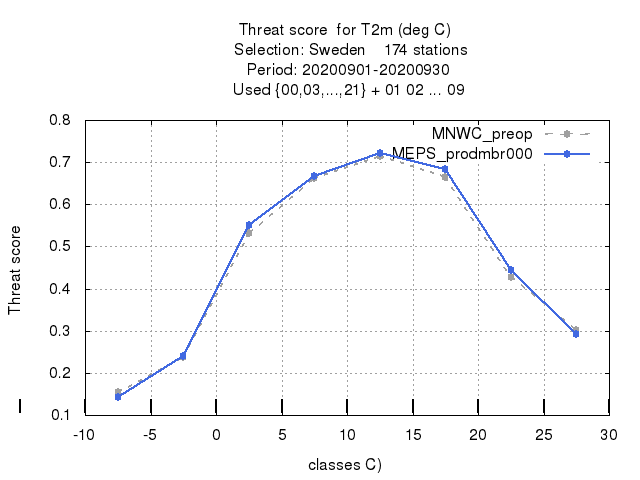 Threat score  for T2m (deg C)
Selection: Sweden    174 stations
Period: 20200901-20200930
Used {00,03,...,21} + 01 02 ... 09
MNWC_preop
MEPS_prodmbr000
0.8
0.7
0.6
0.5
0.4
0.3
0.2
0.1
Threat score
-10 -5 0 5 10 15 20 25 30
classes C)